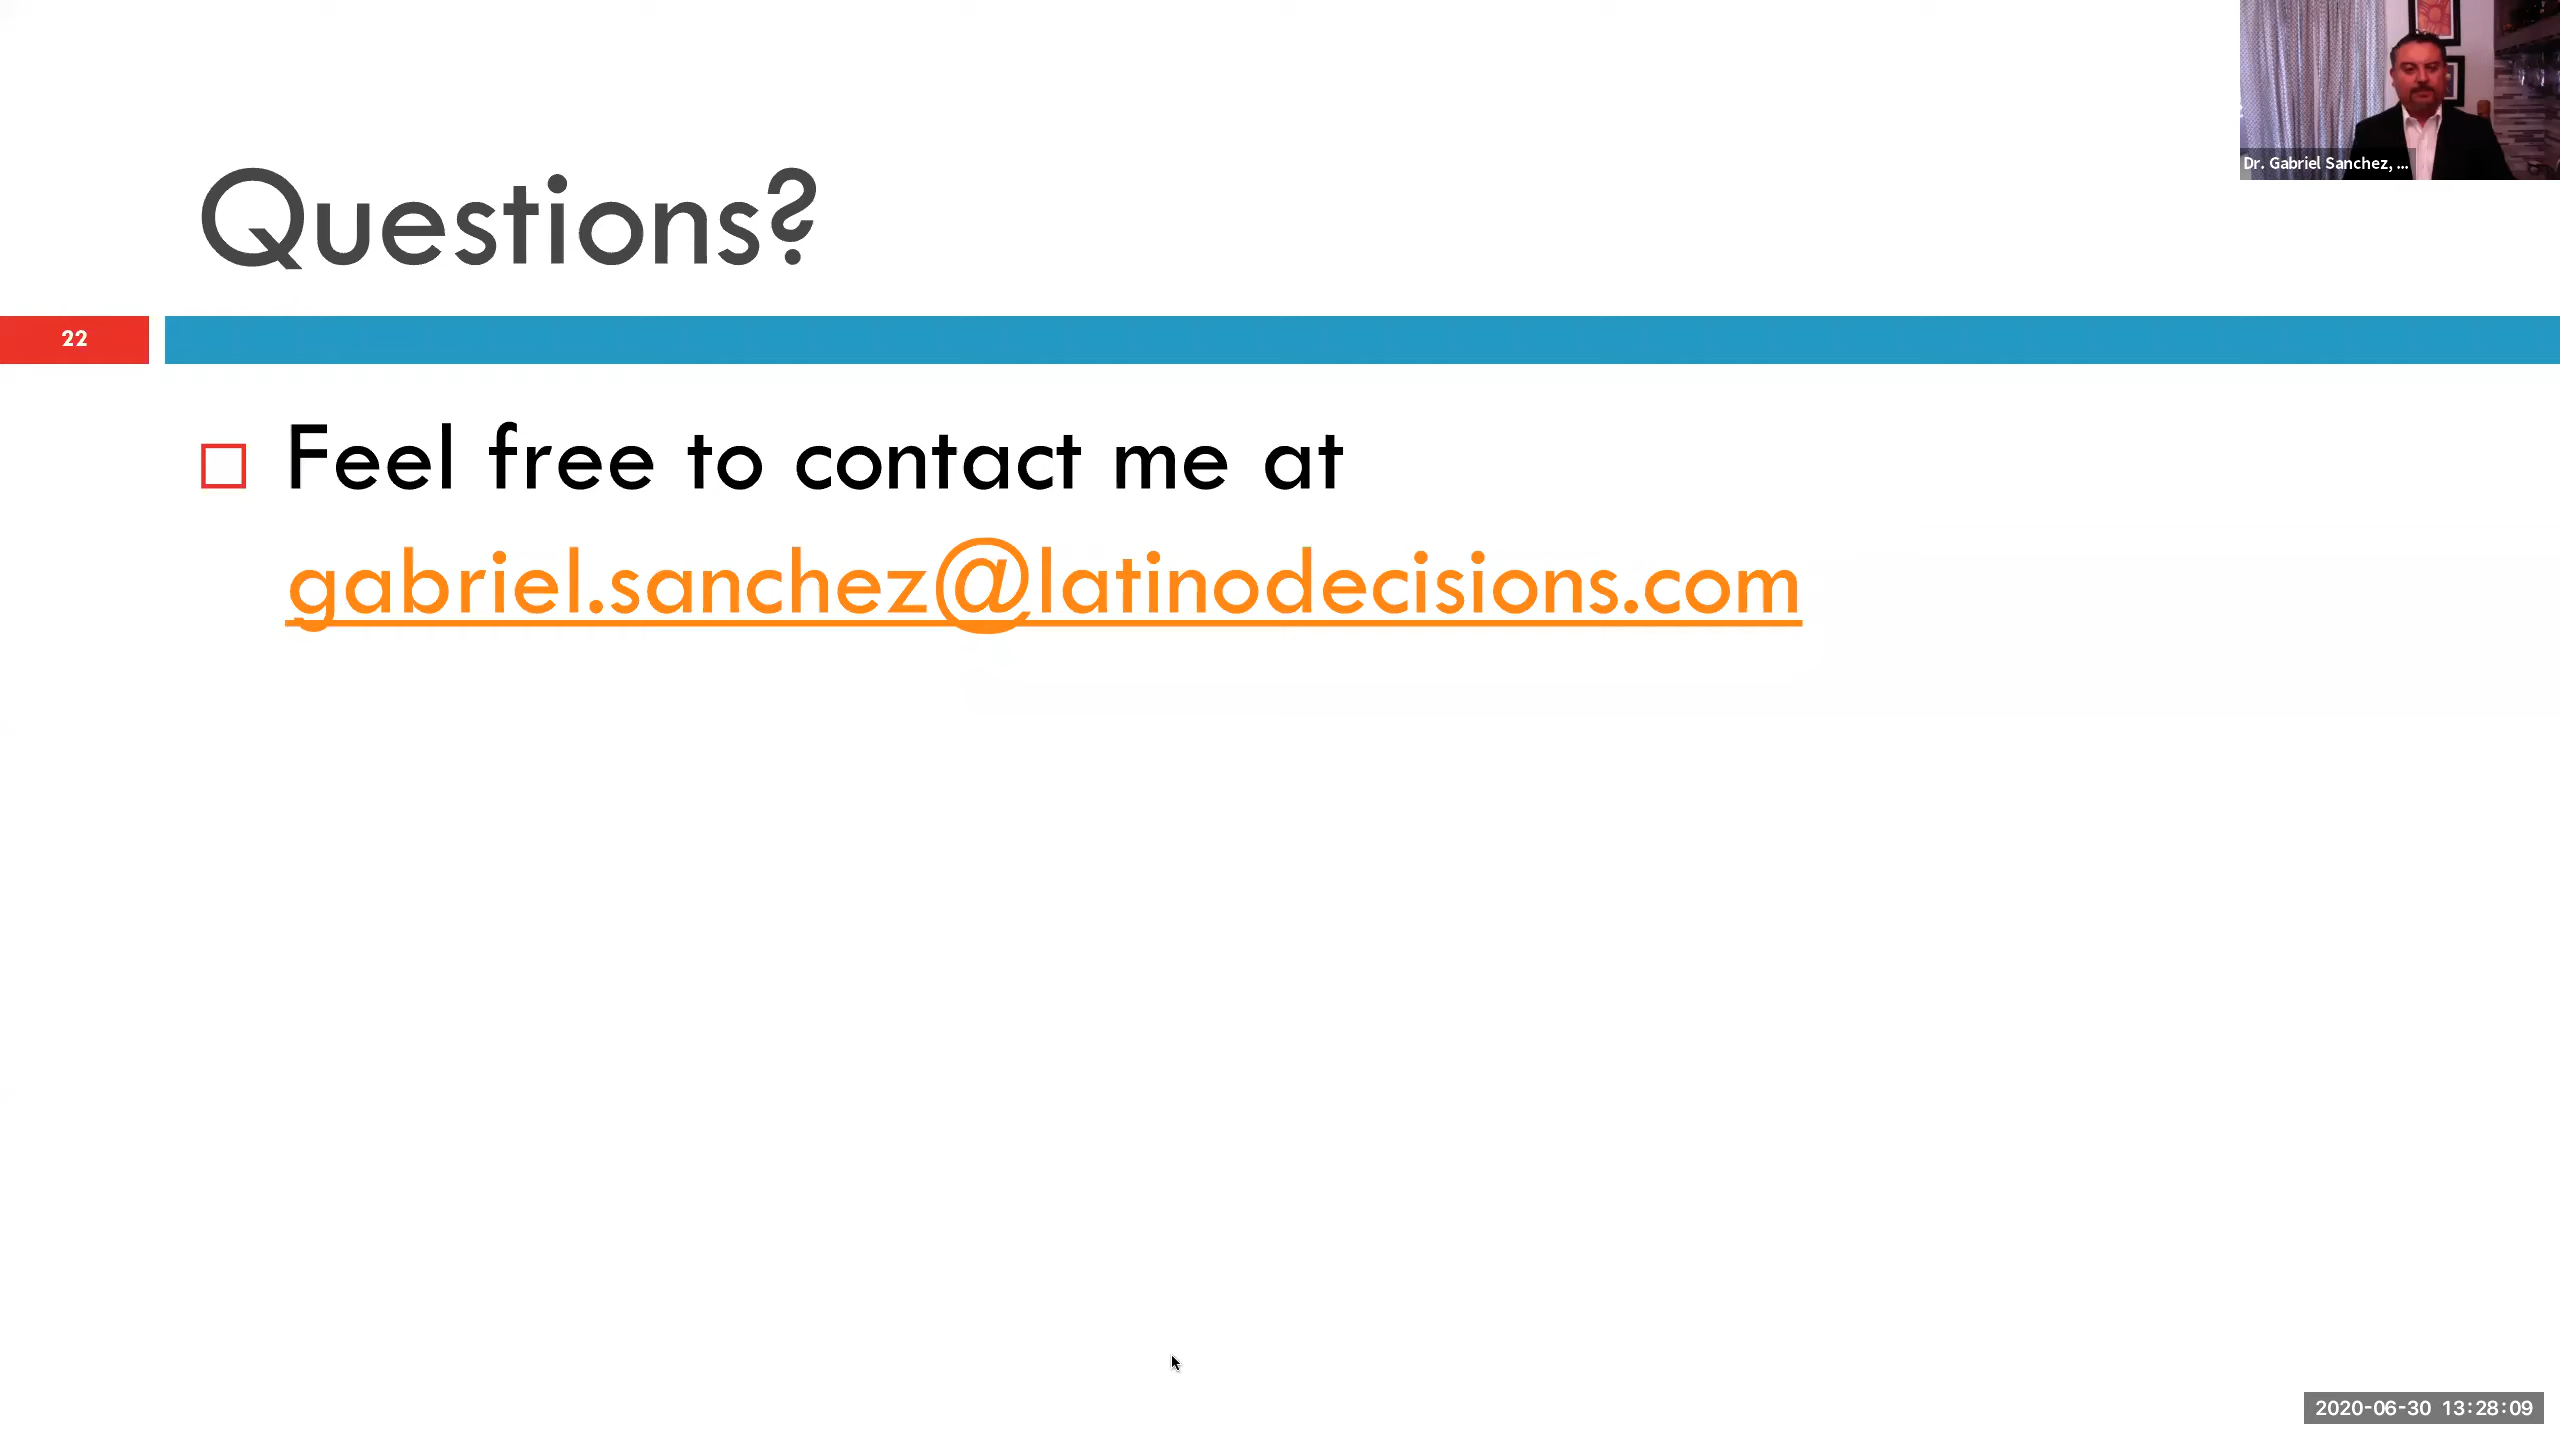 Dr. Gabriel Sanchez, ...
Questions?
22
Feel free to contact me at
gabriel.sanchez@latinodecisions.com
2020-06-30 13:28:09